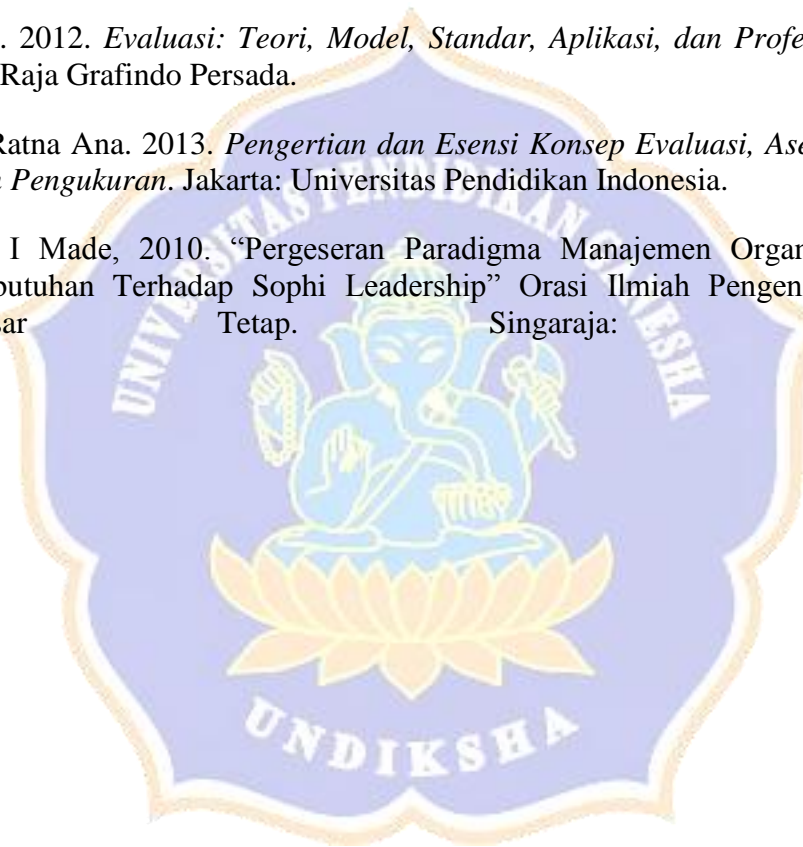 . 2012. Evaluasi: Teori, Model, Standar, Aplikasi, dan Profe
Raja Grafindo Persada.
Ratna Ana. 2013. Pengertian dan Esensi Konsep Evaluasi, Ase
Pengukuran. Jakarta: Universitas Pendidikan Indonesia.
I Made, 2010. “Pergeseran Paradigma Manajemen Organ
butuhan Terhadap Sophi Leadership” Orasi Ilmiah Pengen
ar Tetap. Singaraja:
UNIVERSITAS PENDIDIKAN GANESHA
UNDIKSHA